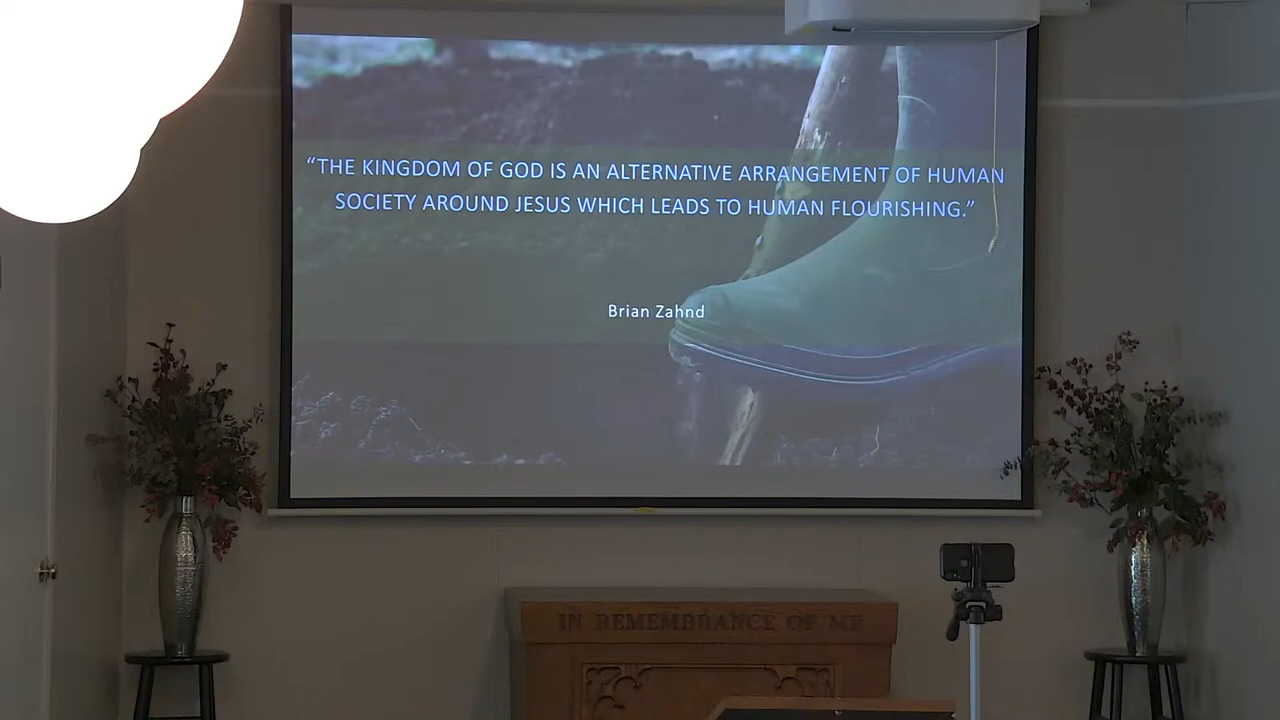 “THE KINGDOM OF GOD IS AN ALTERNATIVE ARRANGEMENT OF HUMAN
SOCIETY AROUND JESUS WHICH LEADS TO HUMAN FLOURISHING.”
Brian Zahnd
IN REMEMBRANCE OF ME